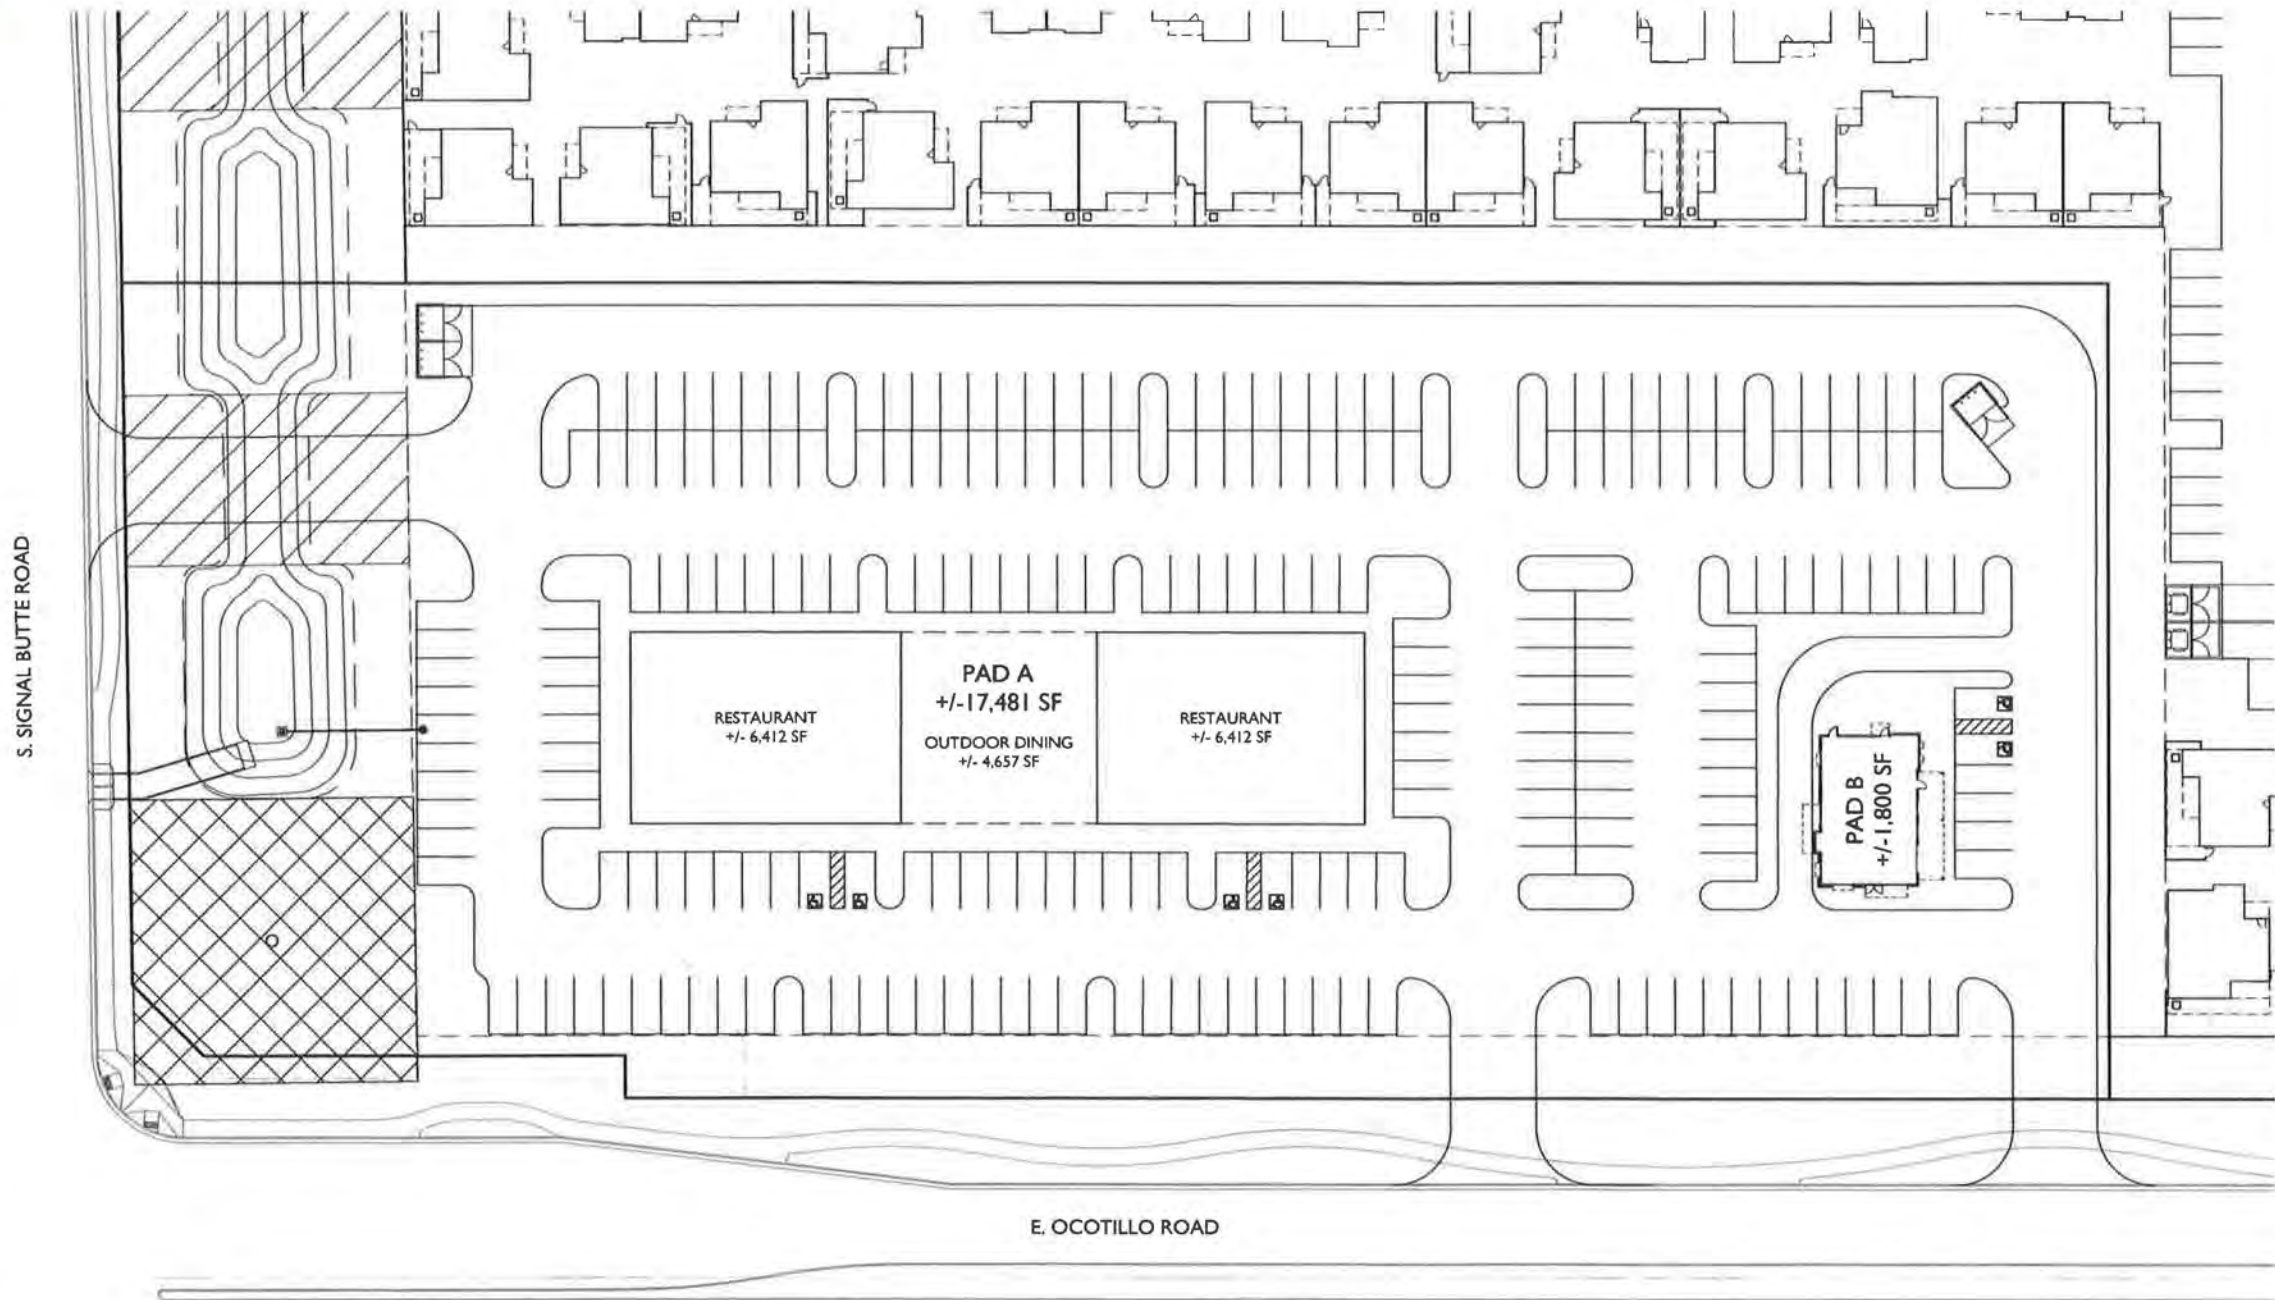 S. SIGNAL BUTTE ROAD
RESTAURANT
+/- 6,412 SF
PAD A
+/-17,481 SF
OUTDOOR DINING
+/- 4,657 SF
RESTAURANT
+/- 6,412 SF
PAD B
+/-1,800 SF
E. OCOTILLO ROAD